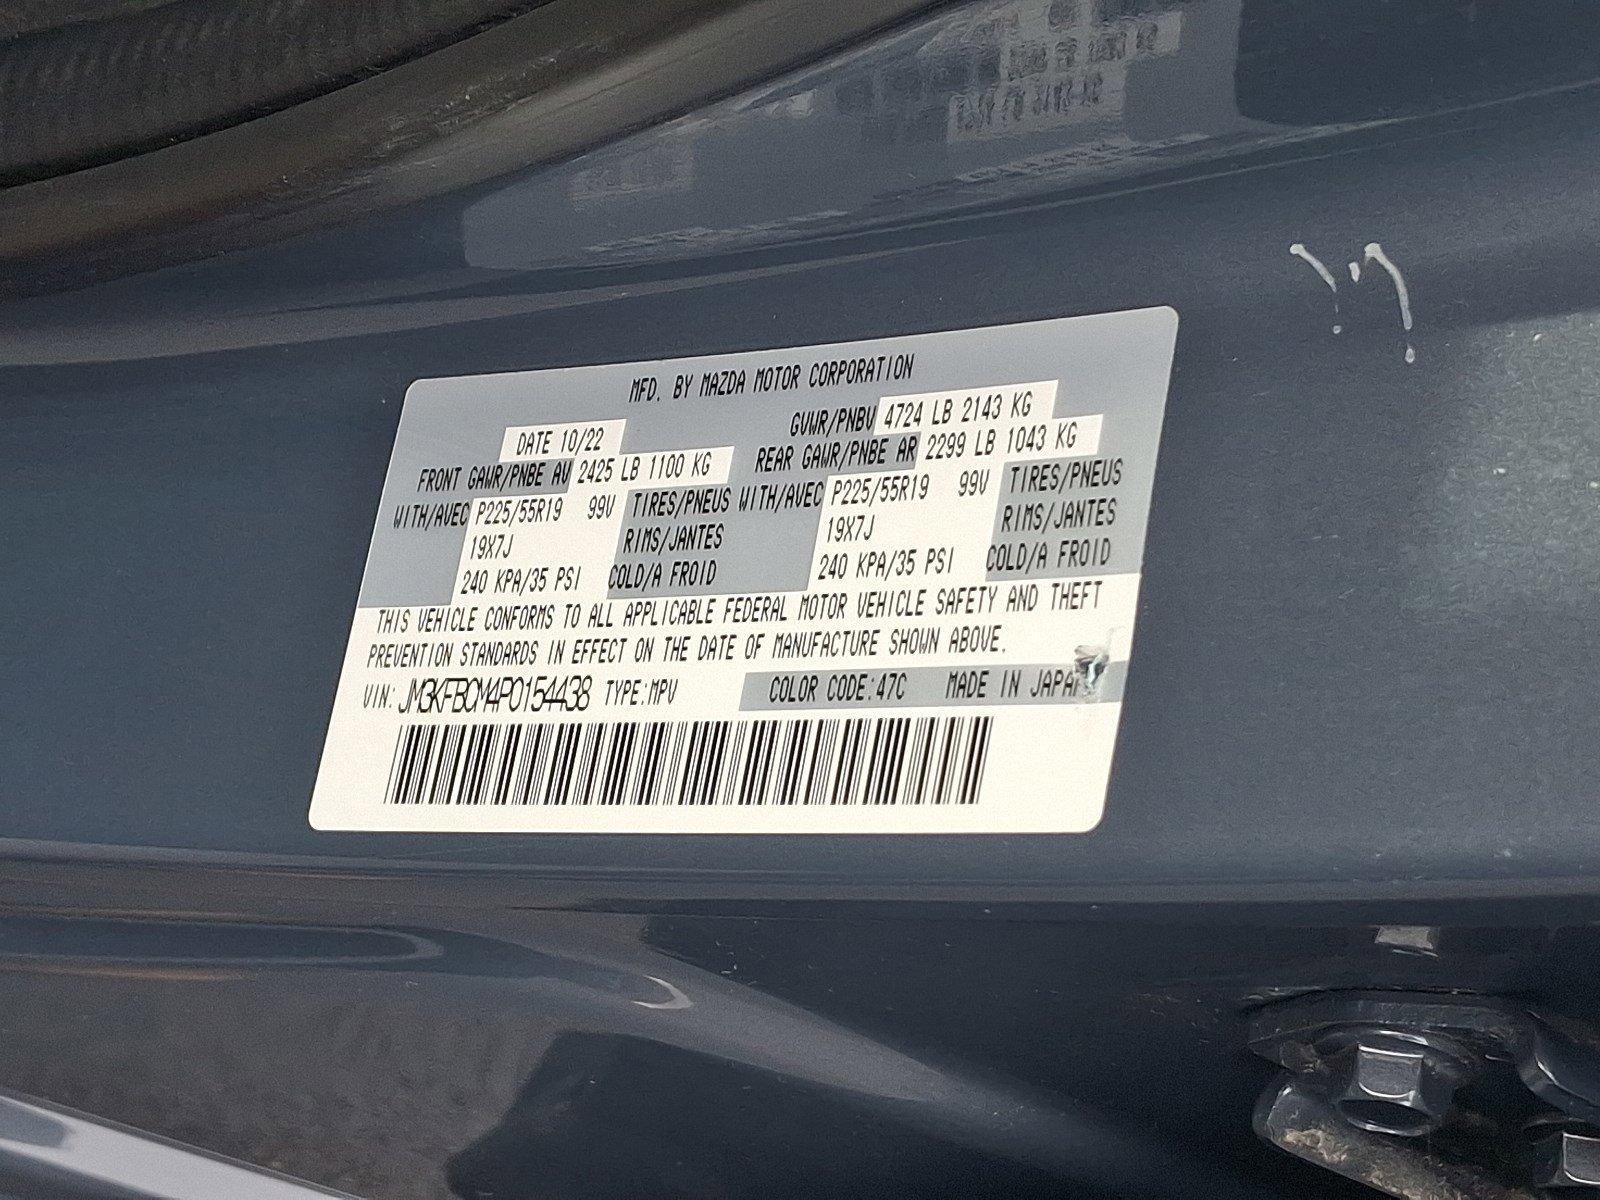 MFD. BY MAZDA MOTOR CORPORATION
DATE 10/22 GVWR/PNBV 4724 LB 2143 KG
FRONT GAWR/PNBE AV 2425 LB 1100 KG REAR GAWR/PNBE AR 2299 LB 1043 KG
WITH/AVEC P225/55R19 99V TIRES/PNEUS WITH/AVEC P225/55R19 99V TIRES/PNEUS
19X7J RIMS/JANTES 19X7J RIMS/JANTES
240 KPA/35 PSI COLD/A FROID 240 KPA/35 PSI COLD/A FROID
THIS VEHICLE CONFORMS TO ALL APPLICABLE FEDERAL MOTOR VEHICLE SAFETY AND THEFT
PREVENTION STANDARDS IN EFFECT ON THE DATE OF MANUFACTURE SHOWN ABOVE.
VIN: JM3KFBCM4P0154438 TYPE:MPV COLOR CODE:47C MADE IN JAPAN